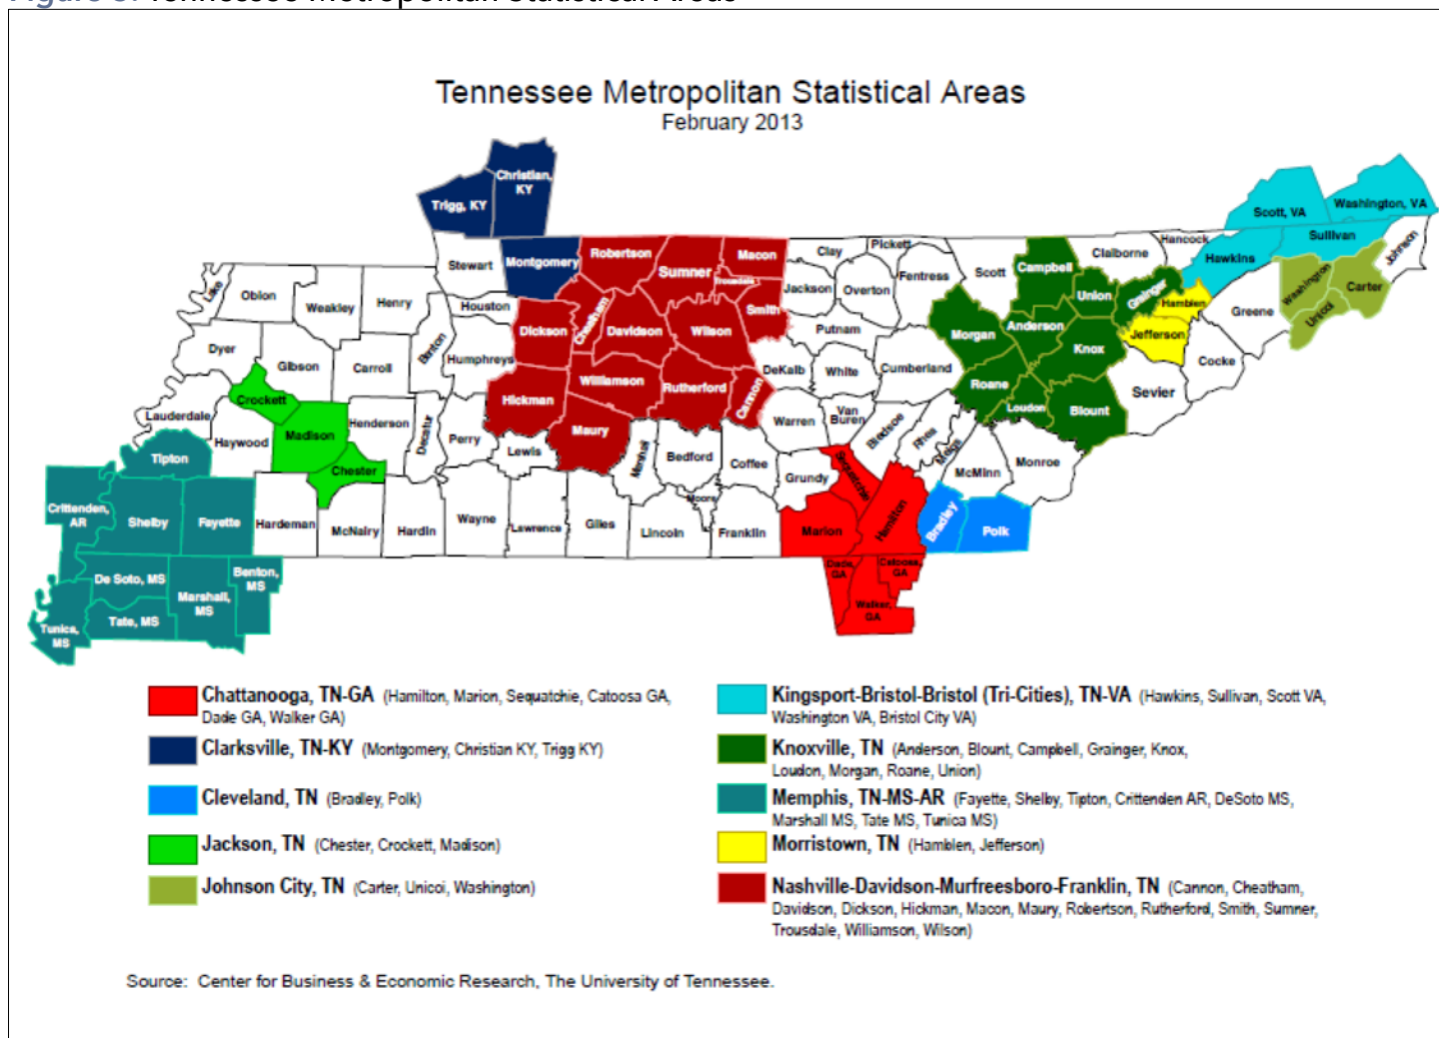 Figure 3. Tennessee Metropolitan Statistical Areas
Tennessee Metropolitan Statistical Areas
February 2013
Christian,
KY
Trigg, KY
Scott, VA
Washington, VA
Stewart
Montgomery
Robertson
Sumner
Macon
Trousdale
Clay
Pickett
Fentress
Scott
Campbell
Claiborne
Hancock
Hawkins
Sullivan
Johnson
Lake
Obion
Weakley
Henry
Houston
Dickson
Cheatham
Davidson
Wilson
Smith
Jackson
Overton
Putnam
Morgan
Anderson
Union
Grainger
Hamblen
Jefferson
Greene
Washington
Unicoi
Carter
Dyer
Gibson
Carroll
Benton
Humphreys
Hickman
Williamson
Rutherford
Cannon
DeKalb
White
Cumberland
Roane
Knox
Loudon
Blount
Sevier
Cocke
Lauderdale
Crockett
Haywood
Madison
Henderson
Chester
Decatur
Perry
Lewis
Maury
Bedford
Coffee
Warren
Van
Buren
Bledsoe
Rhea
Meigs
McMinn
Monroe
Tipton
Crittenden,
AR
Shelby
Fayette
Hardeman
McNairy
Hardin
Wayne
Lawrence
Giles
Lincoln
Moore
Franklin
Grundy
Sequatchie
Marion
Hamilton
Bradley
Polk
De Soto, MS
Tate, MS
Tunica,
MS
Marshall,
MS
Benton,
MS
Dade,
GA
Catoosa,
GA
Walker,
GA
Chattanooga, TN-GA (Hamilton, Marion, Sequatchie, Catoosa GA,
Dade GA, Walker GA)
Clarksville, TN-KY (Montgomery, Christian KY, Trigg KY)
Cleveland, TN (Bradley, Polk)
Jackson, TN (Chester, Crockett, Madison)
Johnson City, TN (Carter, Unicoi, Washington)
Kingsport-Bristol-Bristol (Tri-Cities), TN-VA (Hawkins, Sullivan, Scott VA,
Washington VA, Bristol City VA)
Knoxville, TN (Anderson, Blount, Campbell, Grainger, Knox,
Loudon, Morgan, Roane, Union)
Memphis, TN-MS-AR (Fayette, Shelby, Tipton, Crittenden AR, DeSoto MS,
Marshall MS, Tate MS, Tunica MS)
Morristown, TN (Hamblen, Jefferson)
Nashville-Davidson-Murfreesboro-Franklin, TN (Cannon, Cheatham,
Davidson, Dickson, Hickman, Macon, Maury, Robertson, Rutherford, Smith, Sumner,
Trousdale, Williamson, Wilson)
Source: Center for Business & Economic Research, The University of Tennessee.